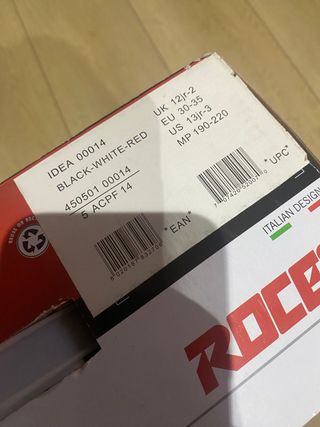 IDEA 00014
BLACK-WHITE-RED
450501 00014
5 ACPF 14
UK 12jr-2
EU 30-35
US 13jr-3
MP 190-220
"EAN"
"UPC"
ITALIAN DESIGN
ROCES